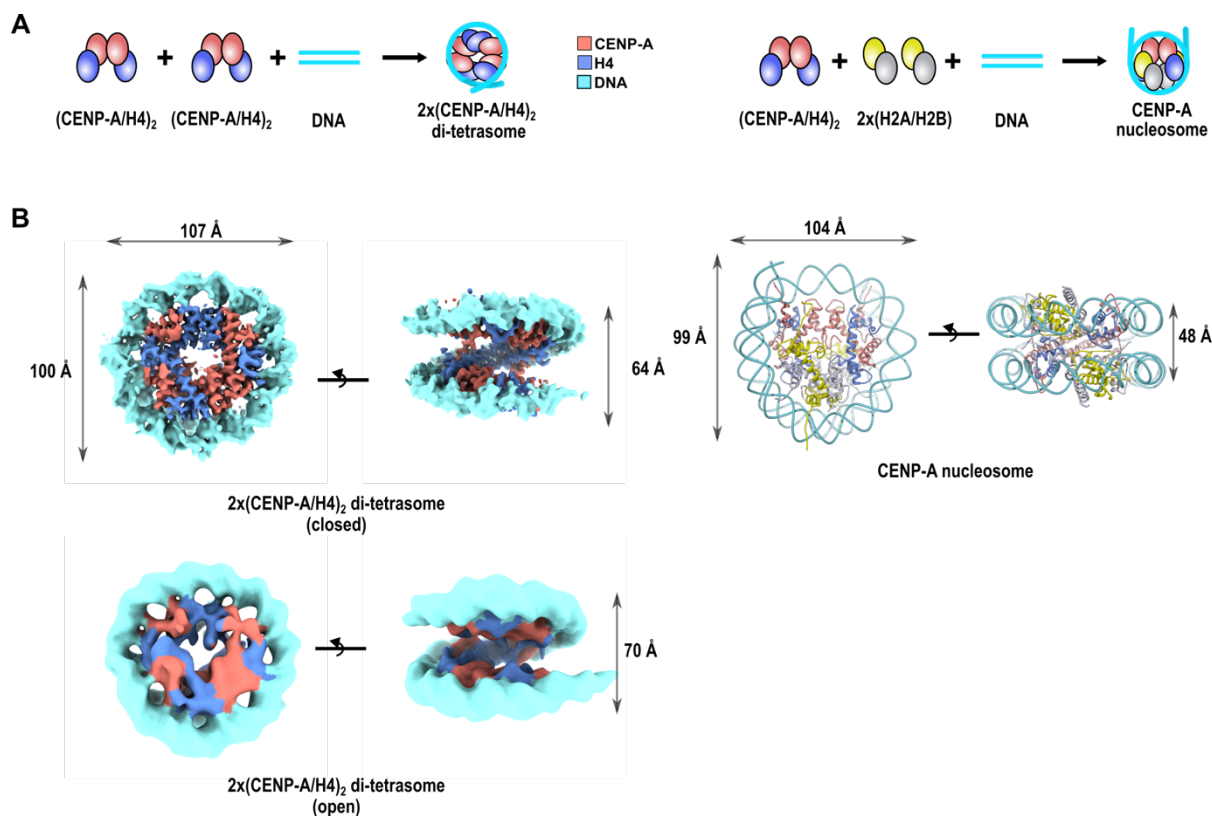 A
+ + → 
(CENP-A/H4)2 (CENP-A/H4)2 DNA 2x(CENP-A/H4)2
di-tetrasome
CENP-A
H4
DNA
+ +
(CENP-A/H4)2 2x(H2A/H2B) DNA CENP-A
nucleosome
B
107 Å
100 Å
64 Å
2x(CENP-A/H4)2 di-tetrasome
(closed)
104 Å
99 Å
48 Å
CENP-A nucleosome
70 Å
2x(CENP-A/H4)2 di-tetrasome
(open)